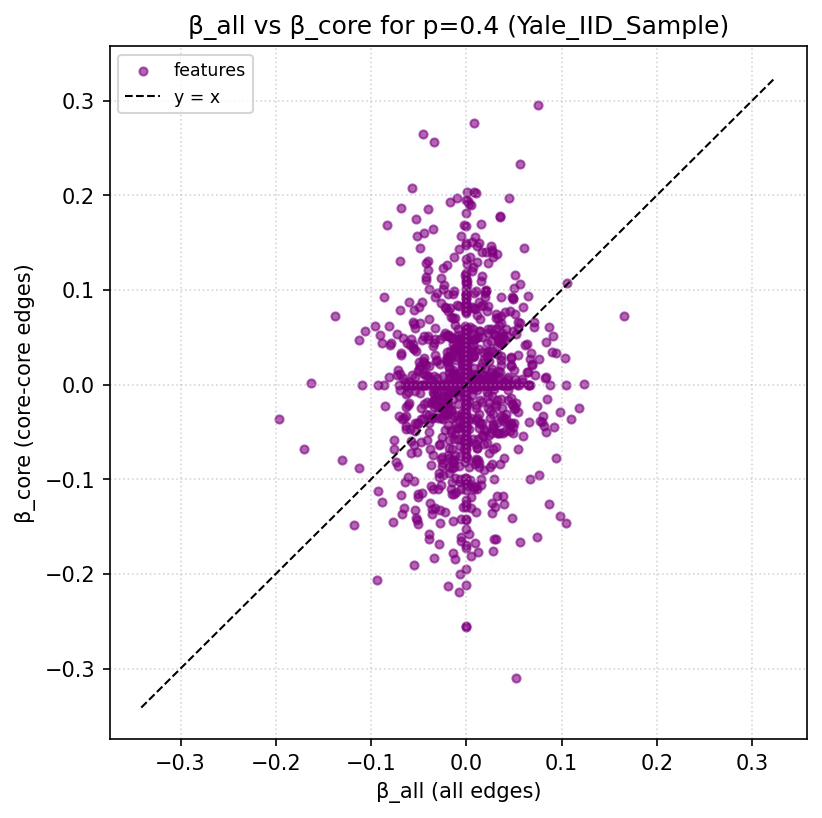 β_all vs β_core for p=0.4 (Yale_IID_Sample)
features
y = x
β_core (core-core edges)
0.3
0.2
0.1
0.0
−0.1
−0.2
−0.3
−0.3
−0.2
−0.1
0.0
0.1
0.2
0.3
β_all (all edges)